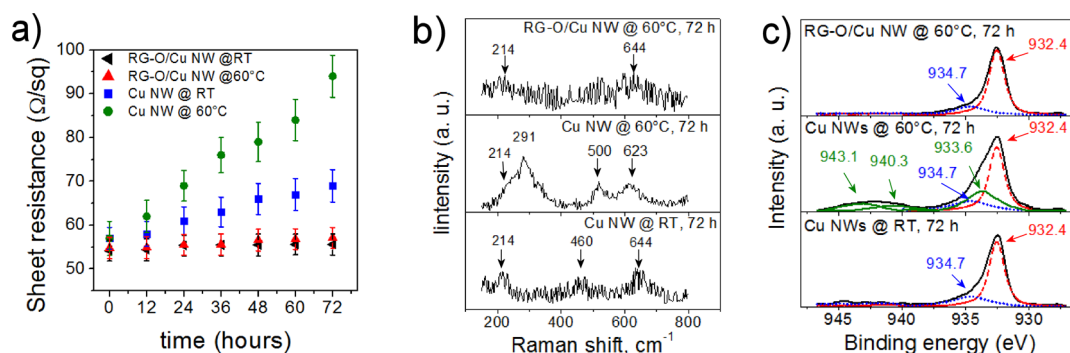 a)
Sheet resistance (Ω/sq)
100
90
80
70
60
50
RG-O/Cu NW @RT
RG-O/Cu NW @60°C
Cu NW @ RT
Cu NW @ 60°C
0 12 24 36 48 60 72
time (hours)
b)
Intensity (a. u.)
RG-O/Cu NW @ 60°C, 72 h
214 644
Cu NW @ 60°C, 72 h
291
214 500 623
Cu NW @ RT, 72 h
214 460 644
200 400 600 800
Raman shift, cm⁻¹
c)
Intensity (a. u.)
RG-O/Cu NW @ 60°C, 72 h
932.4
934.7
Cu NWs @ 60°C, 72 h
932.4
933.6
943.1 940.3 934.7
Cu NWs @ RT, 72 h
932.4
934.7
945 940 935 930
Binding energy (eV)